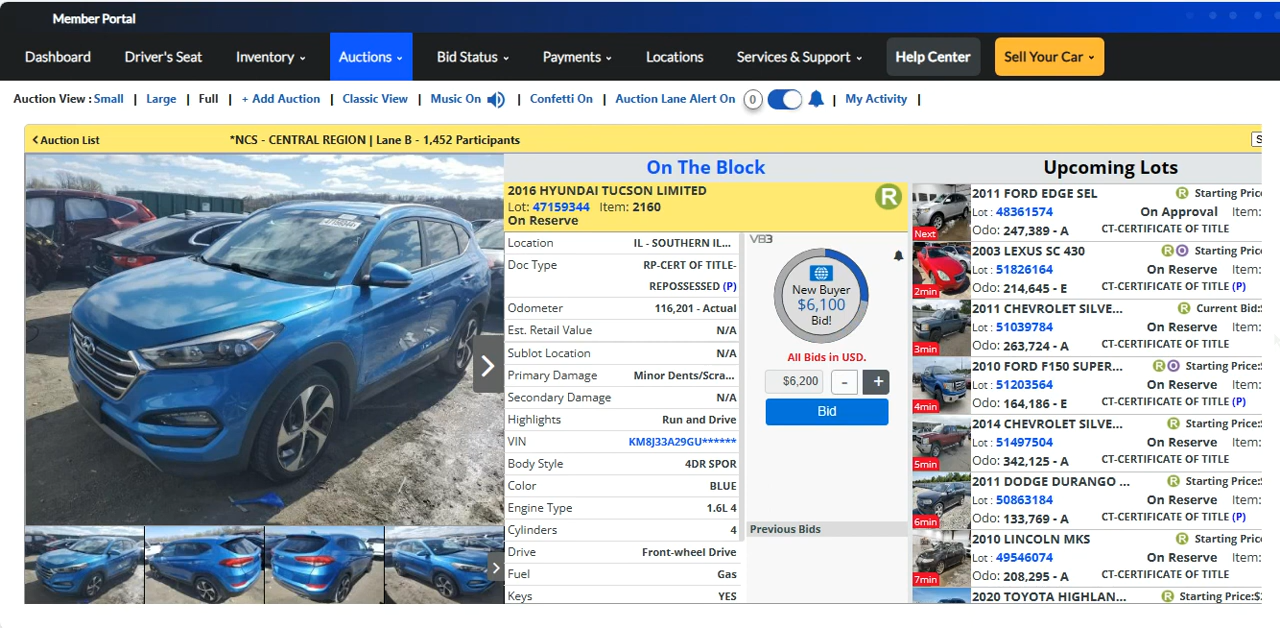 Member Portal
Dashboard Driver's Seat Inventory Auctions Bid Status Payments Locations Services & Support Help Center Sell Your Car
Auction View : Small | Large | Full | + Add Auction | Classic View | Music On | Confetti On | Auction Lane Alert On 0 | My Activity |
Auction List *NCS - CENTRAL REGION | Lane B - 1,452 Participants S
On The Block
2016 HYUNDAI TUCSON LIMITED
Lot: 47159344 Item: 2160
On Reserve
R
Location IL - SOUTHERN IL...
Doc Type RP-CERT OF TITLE-
REPOSSESSED (P)
Odometer 116,201 - Actual
Est. Retail Value N/A
Sublot Location N/A
Primary Damage Minor Dents/Scra...
Secondary Damage N/A
Highlights Run and Drive
VIN KM8J33A29GU******
Body Style 4DR SPOR
Color BLUE
Engine Type 1.6L 4
Cylinders 4
Drive Front-wheel Drive
Fuel Gas
Keys YES
VB3
New Buyer
$6,100
Bid!
All Bids in USD.
$6,200 - +
Bid
Previous Bids
Upcoming Lots
2011 FORD EDGE SEL R Starting Price
Lot : 48361574 On Approval Item:
Next Odo: 247,389 - A CT-CERTIFICATE OF TITLE
2003 LEXUS SC 430 R O Starting Price
Lot : 51826164 On Reserve Item:
2min Odo: 214,645 - E CT-CERTIFICATE OF TITLE (P)
2011 CHEVROLET SILVE... R Current Bid:
Lot : 51039784 On Reserve Item:
3min Odo: 263,724 - A CT-CERTIFICATE OF TITLE
2010 FORD F150 SUPER... R O Starting Price:
Lot : 51203564 On Reserve Item:
4min Odo: 164,186 - E CT-CERTIFICATE OF TITLE (P)
2014 CHEVROLET SILVE... R Starting Price:
Lot : 51497504 On Reserve Item:
5min Odo: 342,125 - A CT-CERTIFICATE OF TITLE
2011 DODGE DURANGO ... R Starting Price:
Lot : 50863184 On Reserve Item:
6min Odo: 133,769 - A CT-CERTIFICATE OF TITLE (P)
2010 LINCOLN MKS R Starting Price
Lot : 49546074 On Reserve Item:
7min Odo: 208,295 - A CT-CERTIFICATE OF TITLE
2020 TOYOTA HIGHLAN... R Starting Price:$